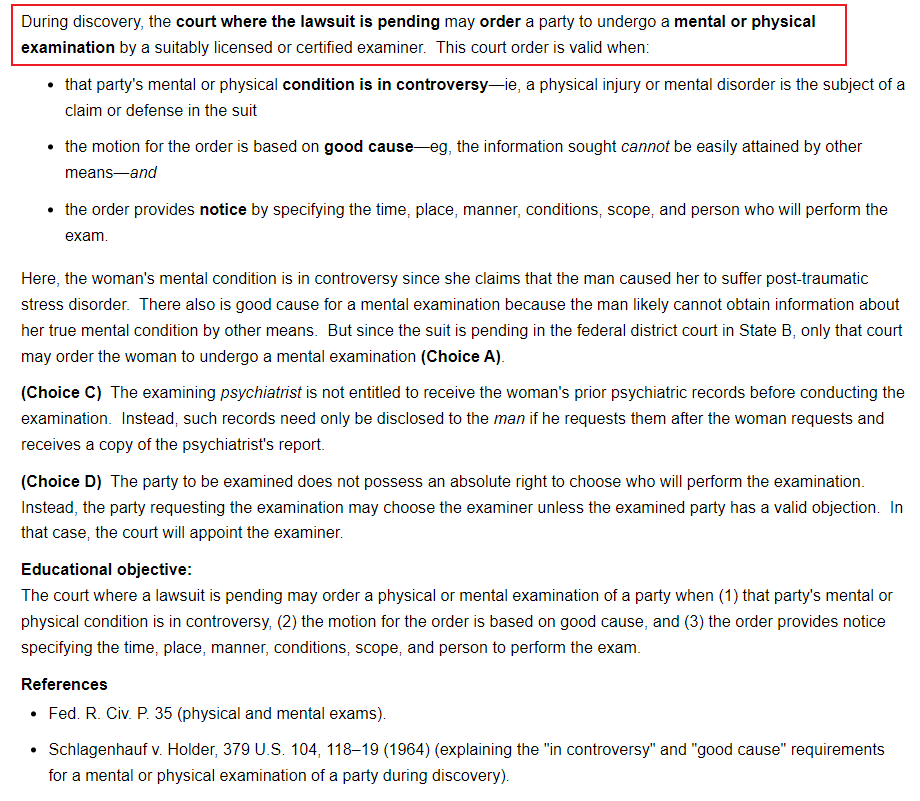 During discovery, the court where the lawsuit is pending may order a party to undergo a mental or physical
examination by a suitably licensed or certified examiner.  This court order is valid when:
• that party's mental or physical condition is in controversy—ie, a physical injury or mental disorder is the subject of a
claim or defense in the suit
• the motion for the order is based on good cause—eg, the information sought cannot be easily attained by other
means—and
• the order provides notice by specifying the time, place, manner, conditions, scope, and person who will perform the
exam.
Here, the woman's mental condition is in controversy since she claims that the man caused her to suffer post-traumatic
stress disorder.  There also is good cause for a mental examination because the man likely cannot obtain information about
her true mental condition by other means.  But since the suit is pending in the federal district court in State B, only that court
may order the woman to undergo a mental examination (Choice A).
(Choice C)  The examining psychiatrist is not entitled to receive the woman's prior psychiatric records before conducting the
examination.  Instead, such records need only be disclosed to the man if he requests them after the woman requests and
receives a copy of the psychiatrist's report.
(Choice D)  The party to be examined does not possess an absolute right to choose who will perform the examination.
Instead, the party requesting the examination may choose the examiner unless the examined party has a valid objection.  In
that case, the court will appoint the examiner.
Educational objective:
The court where a lawsuit is pending may order a physical or mental examination of a party when (1) that party's mental or
physical condition is in controversy, (2) the motion for the order is based on good cause, and (3) the order provides notice
specifying the time, place, manner, conditions, scope, and person to perform the exam.
References
• Fed. R. Civ. P. 35 (physical and mental exams).
• Schlagenhauf v. Holder, 379 U.S. 104, 118–19 (1964) (explaining the "in controversy" and "good cause" requirements
for a mental or physical examination of a party during discovery).